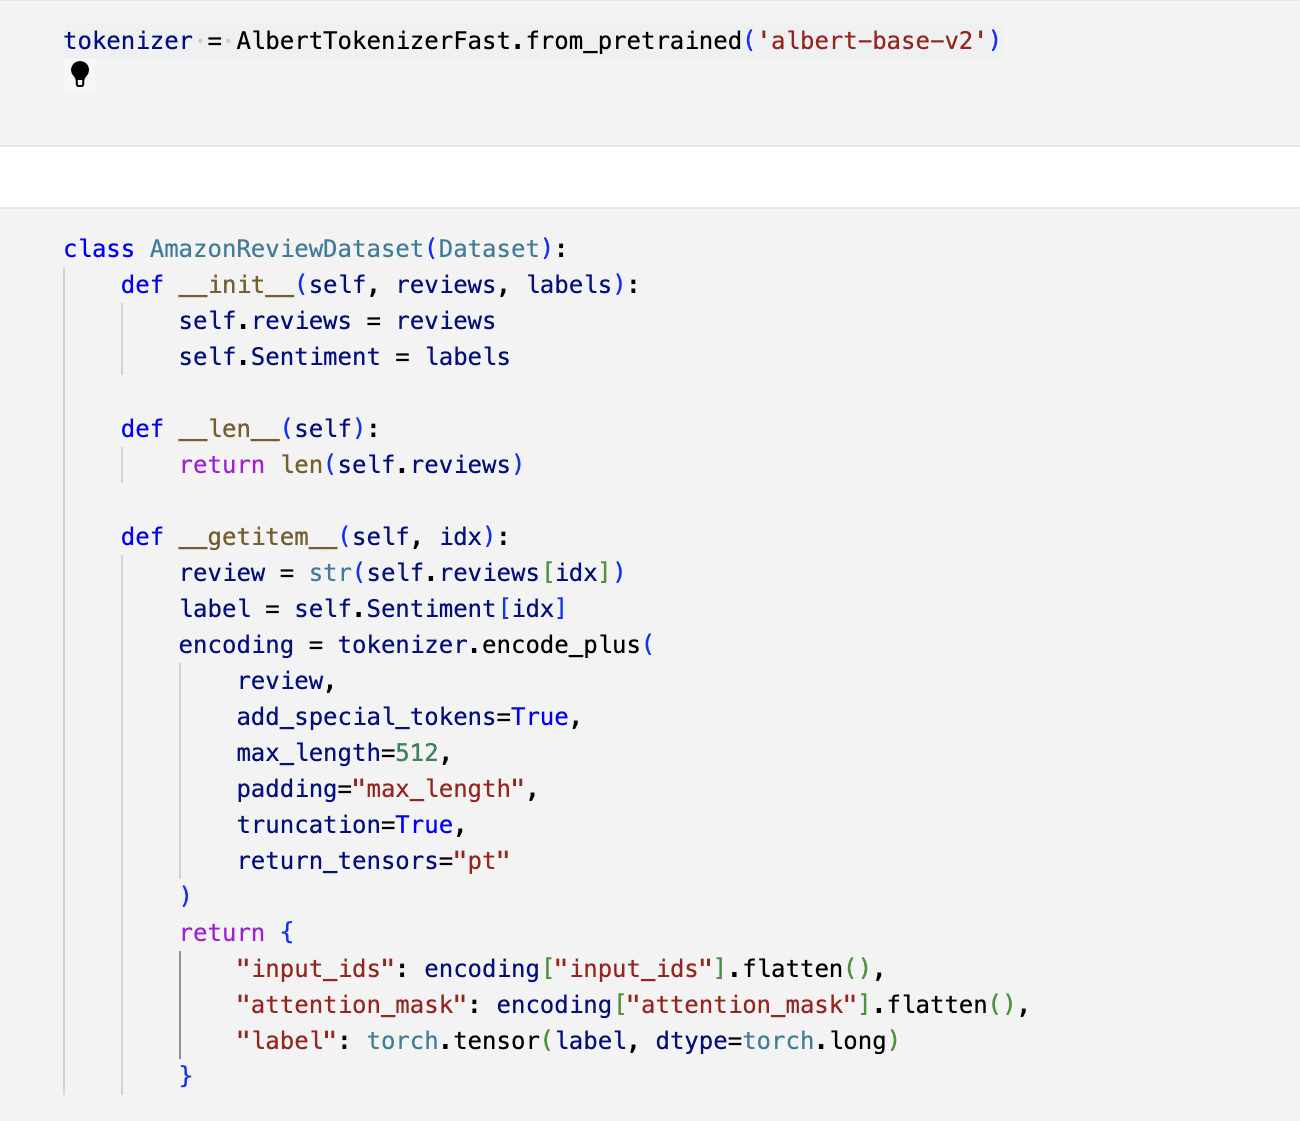 tokenizer = AlbertTokenizerFast.from_pretrained('albert-base-v2')
class AmazonReviewDataset(Dataset):
    def __init__(self, reviews, labels):
        self.reviews = reviews
        self.Sentiment = labels
    def __len__(self):
        return len(self.reviews)
    def __getitem__(self, idx):
        review = str(self.reviews[idx])
        label = self.Sentiment[idx]
        encoding = tokenizer.encode_plus(
            review,
            add_special_tokens=True,
            max_length=512,
            padding="max_length",
            truncation=True,
            return_tensors="pt"
        )
        return {
            "input_ids": encoding["input_ids"].flatten(),
            "attention_mask": encoding["attention_mask"].flatten(),
            "label": torch.tensor(label, dtype=torch.long)
        }